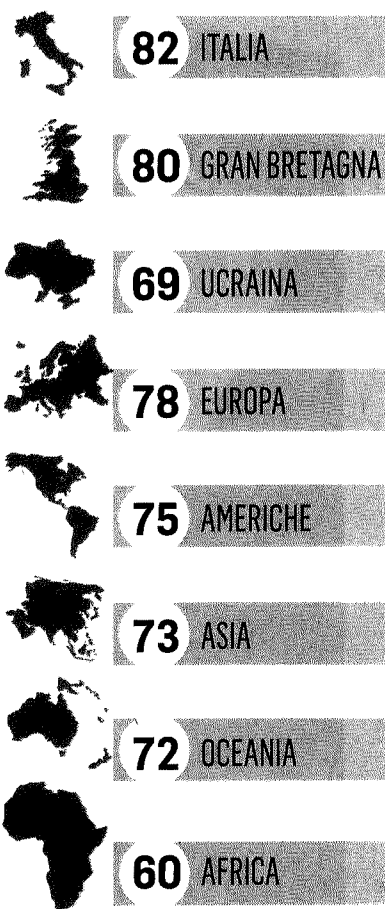 82 ITALIA
80 GRAN BRETAGNA
69 UCRAINA
78 EUROPA
75 AMERICHE
73 ASIA
72 OCEANIA
60 AFRICA